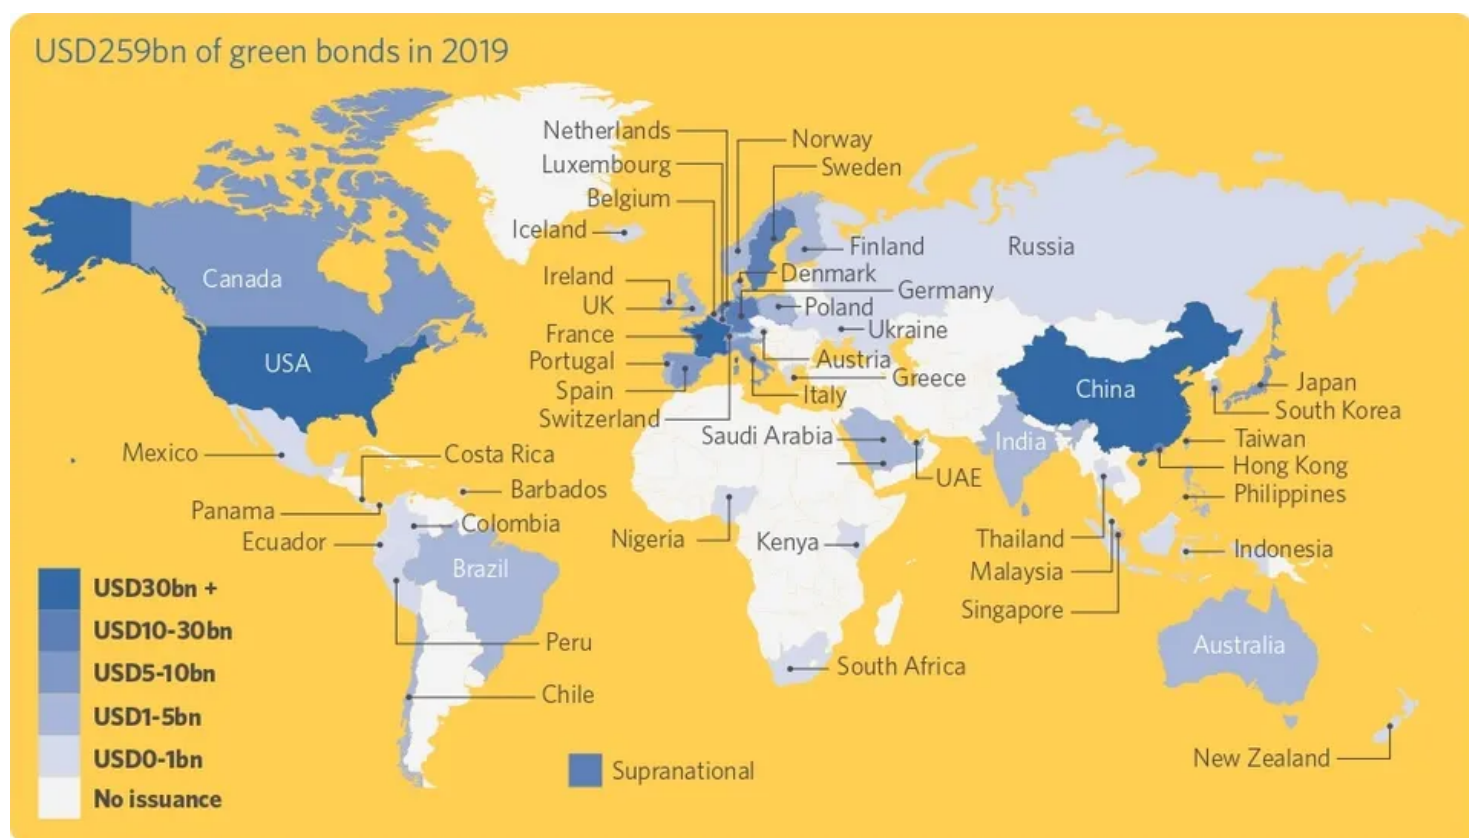 USD259bn of green bonds in 2019
Netherlands
Luxembourg
Belgium
Iceland
Ireland
UK
France
Portugal
Spain
Switzerland
Norway
Sweden
Finland
Denmark
Germany
Poland
Ukraine
Austria
Greece
Italy
Russia
Canada
USA
China
Japan
South Korea
Taiwan
Hong Kong
Philippines
India
Saudi Arabia
UAE
Mexico
Costa Rica
Barbados
Panama
Colombia
Ecuador
Brazil
Nigeria
Kenya
Thailand
Malaysia
Singapore
Indonesia
Peru
Chile
South Africa
Australia
New Zealand
USD30bn +
USD10-30bn
USD5-10bn
USD1-5bn
USD0-1bn
No issuance
Supranational